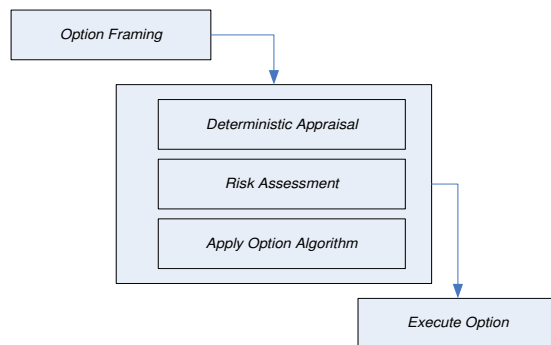 Option Framing
Deterministic Appraisal
Risk Assessment
Apply Option Algorithm
Execute Option